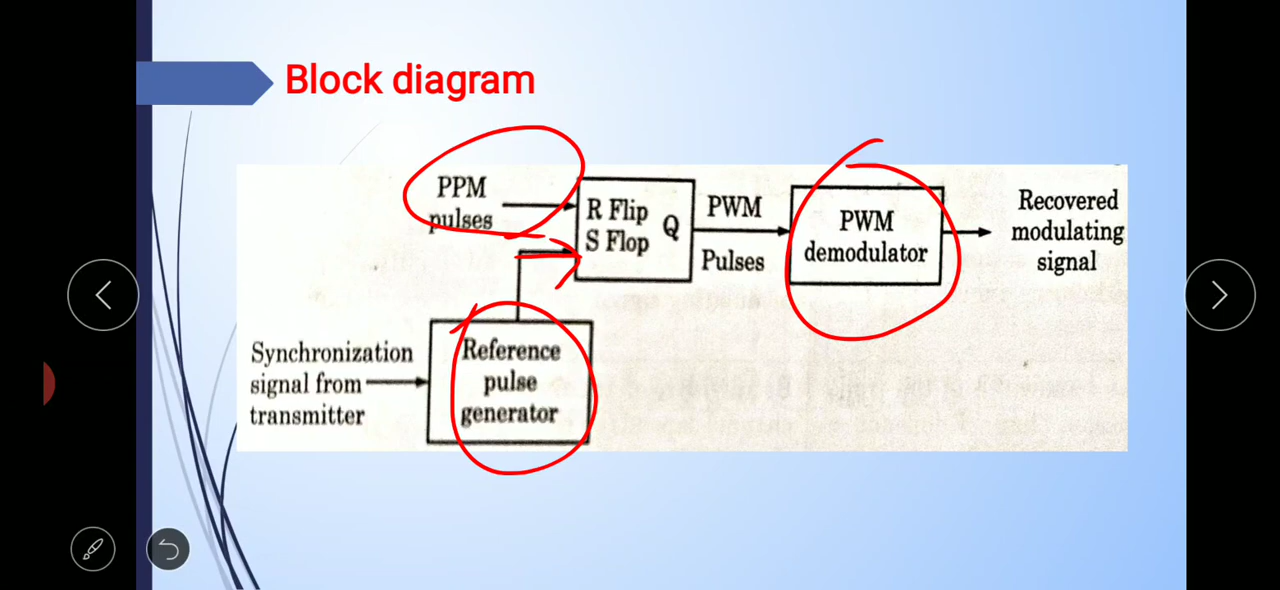 Block diagram
PPM
pulses
R Flip
S Flop
Q
PWM
Pulses
PWM
demodulator
Recovered
modulating
signal
Synchronization
signal from
transmitter
Reference
pulse
generator